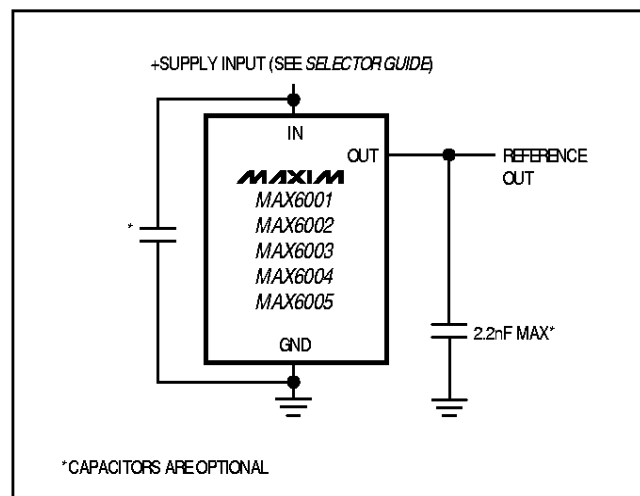 +SUPPLY INPUT (SEE SELECTOR GUIDE)
IN
OUT
REFERENCE
OUT
MAXIM
MAX6001
MAX6002
MAX6003
MAX6004
MAX6005
*
2.2nF MAX*
GND
*CAPACITORS ARE OPTIONAL